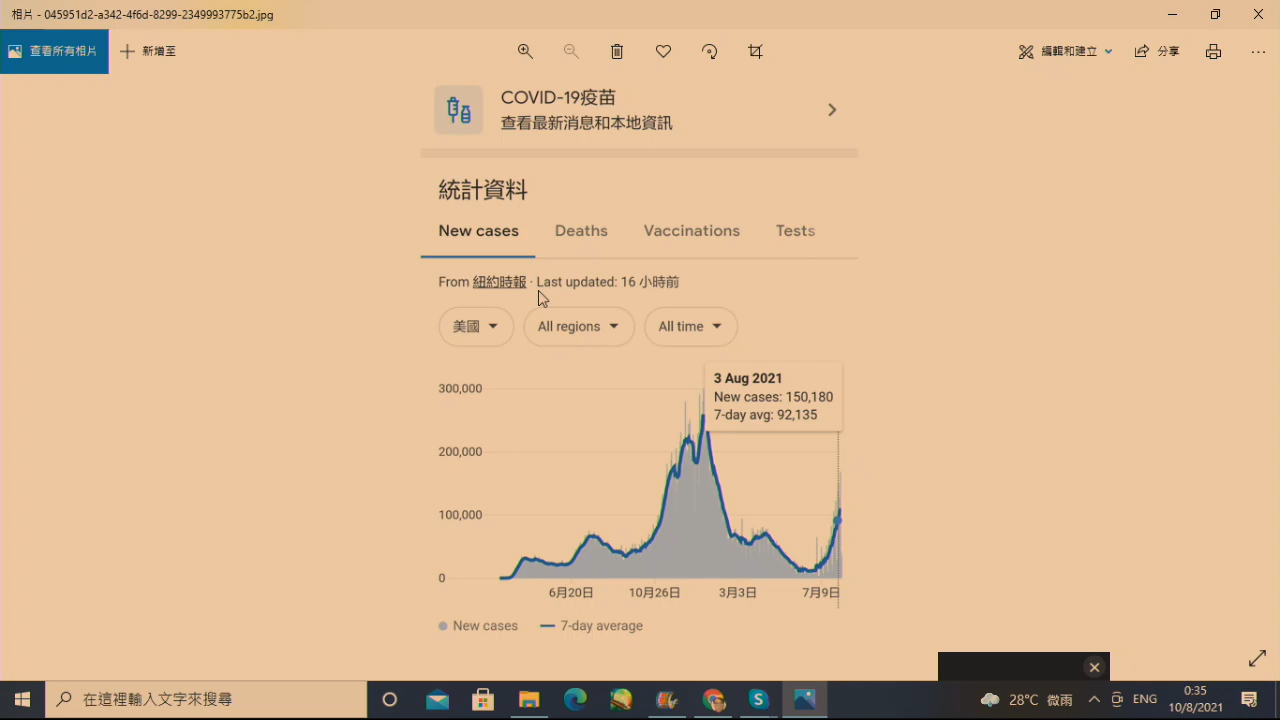 相片 - 045951d2-a342-4f6d-8299-2349993775b2.jpg
查看所有相片
新增至
編輯和建立
分享
COVID-19疫苗
查看最新消息和本地資訊
統計資料
New cases
Deaths
Vaccinations
Tests
From 紐約時報 · Last updated: 16 小時前
美國
All regions
All time
3 Aug 2021
New cases: 150,180
7-day avg: 92,135
300,000
200,000
100,000
0
6月20日
10月26日
3月3日
7月9日
New cases
7-day average
在這裡輸入文字來搜尋
28°C 微雨
ENG
0:35
10/8/2021